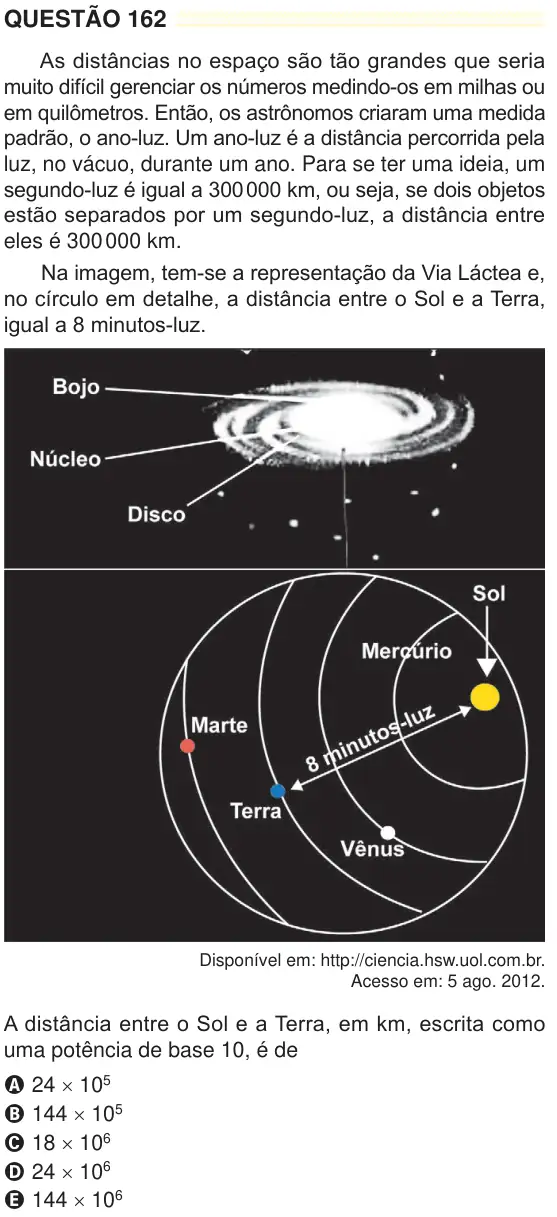 QUESTÃO 162
As distâncias no espaço são tão grandes que seria
muito difícil gerenciar os números medindo-os em milhas ou
em quilômetros. Então, os astrônomos criaram uma medida
padrão, o ano-luz. Um ano-luz é a distância percorrida pela
luz, no vácuo, durante um ano. Para se ter uma ideia, um
segundo-luz é igual a 300 000 km, ou seja, se dois objetos
estão separados por um segundo-luz, a distância entre
eles é 300 000 km.
Na imagem, tem-se a representação da Via Láctea e,
no círculo em detalhe, a distância entre o Sol e a Terra,
igual a 8 minutos-luz.
Bojo
Núcleo
Disco
Sol
Mercúrio
8 minutos-luz
Marte
Terra
Vênus
Disponível em: http://ciencia.hsw.uol.com.br.
Acesso em: 5 ago. 2012.
A distância entre o Sol e a Terra, em km, escrita como
uma potência de base 10, é de
A 24 × 10⁵
B 144 × 10⁵
C 18 × 10⁶
D 24 × 10⁶
E 144 × 10⁶